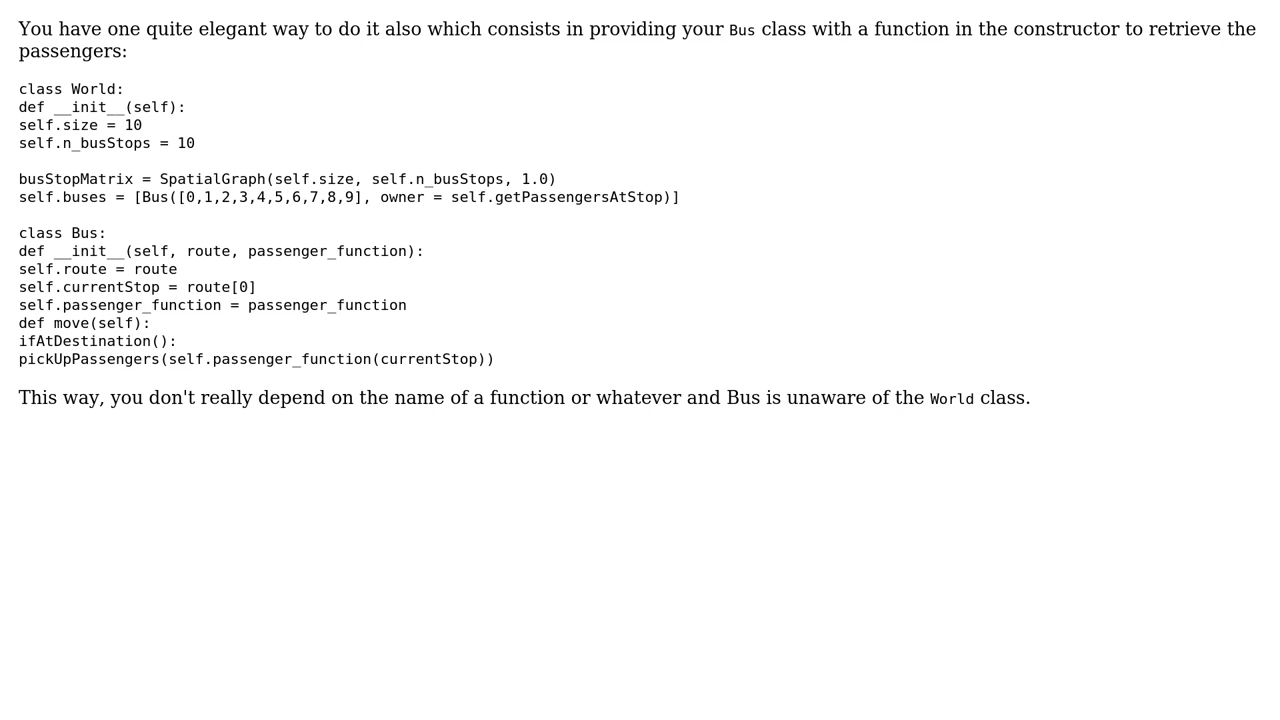 You have one quite elegant way to do it also which consists in providing your Bus class with a function in the constructor to retrieve the
passengers:
class World:
def __init__(self):
self.size = 10
self.n_busStops = 10
busStopMatrix = SpatialGraph(self.size, self.n_busStops, 1.0)
self.buses = [Bus([0,1,2,3,4,5,6,7,8,9], owner = self.getPassengersAtStop)]
class Bus:
def __init__(self, route, passenger_function):
self.route = route
self.currentStop = route[0]
self.passenger_function = passenger_function
def move(self):
ifAtDestination():
pickUpPassengers(self.passenger_function(currentStop))
This way, you don't really depend on the name of a function or whatever and Bus is unaware of the World class.